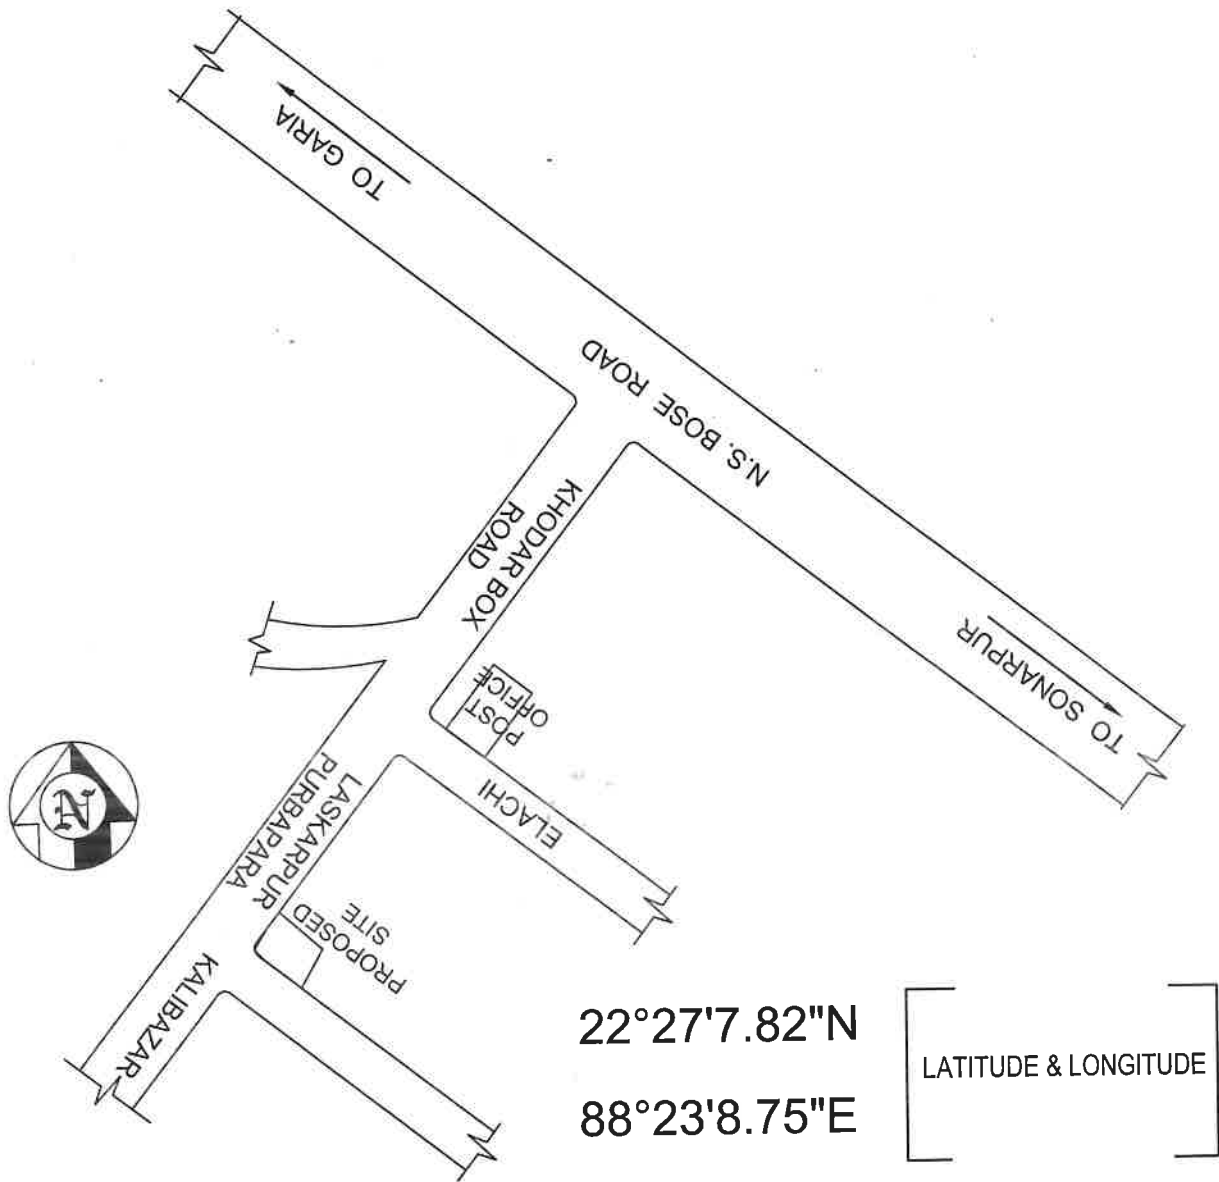 TO GARIA
N.S. BOSE ROAD
KHODAR BOX
ROAD
TO SONARPUR
POST
OFFICE
ELACHI
LASKARPUR
PURBAPARA
N
PROPOSED
SITE
KALIBAZAR
22°27'7.82"N
88°23'8.75"E
LATITUDE & LONGITUDE